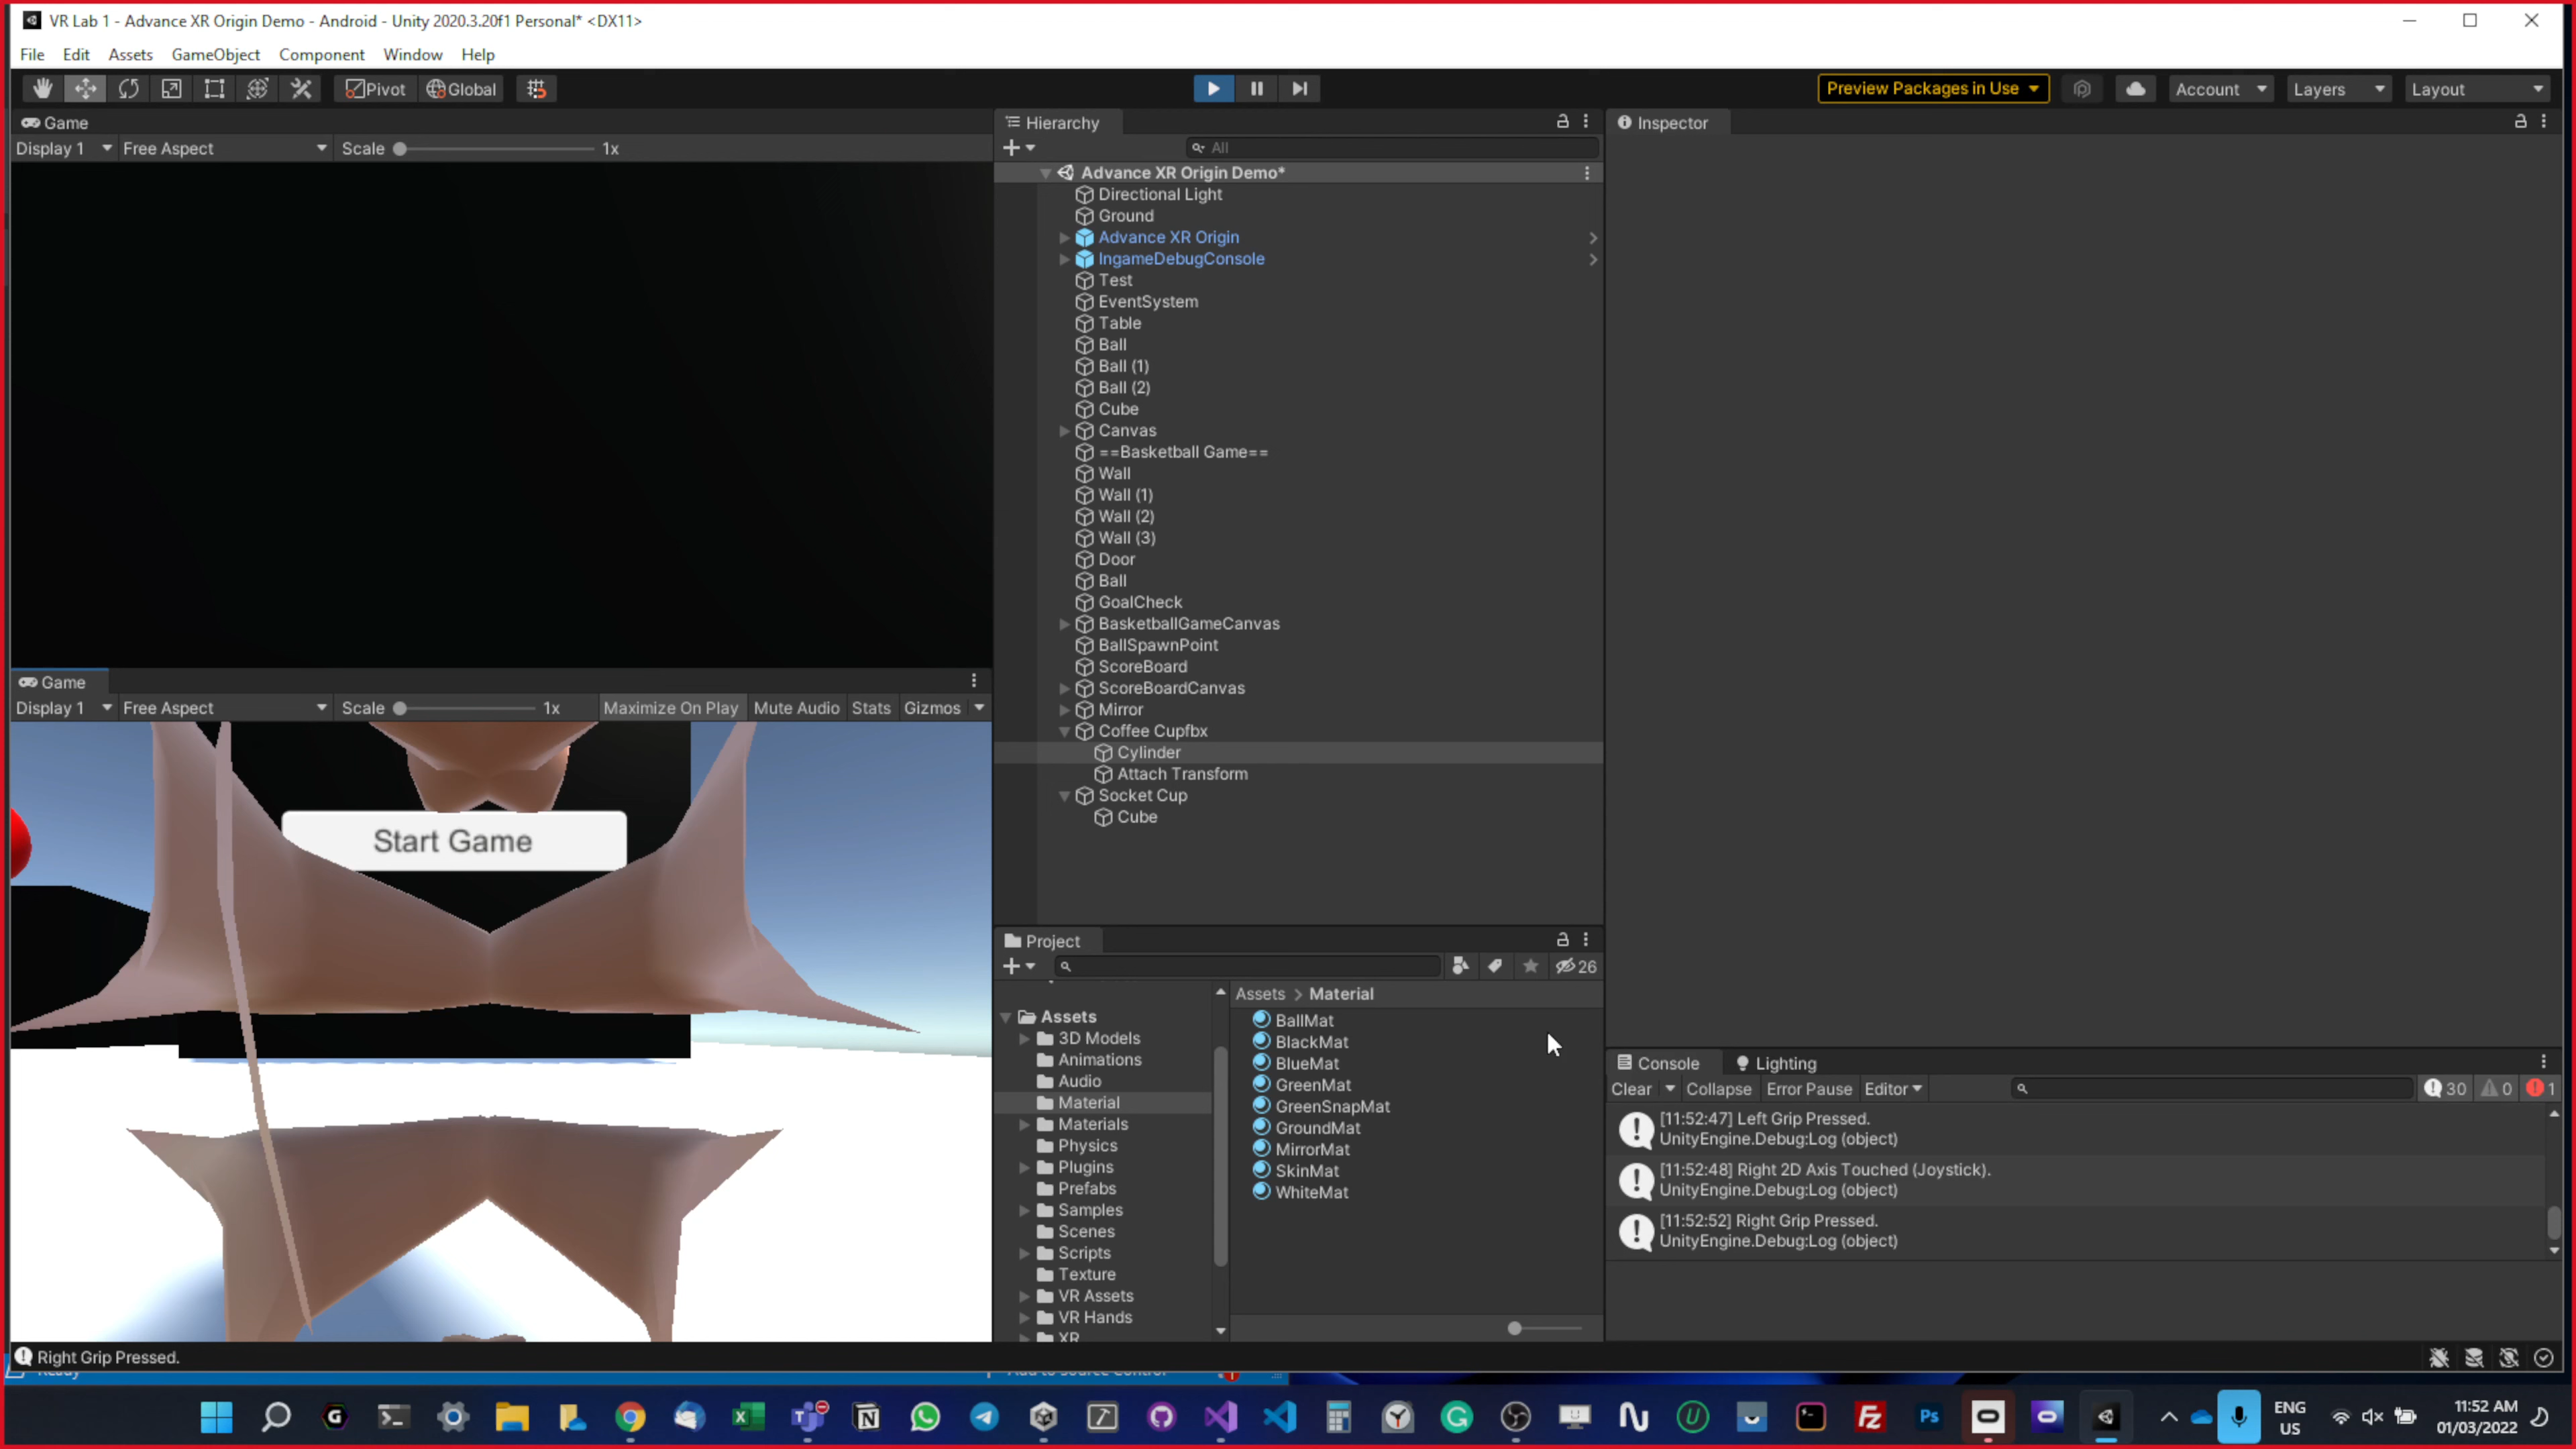 VR Lab 1 - Advance XR Origin Demo - Android - Unity 2020.3.20f1 Personal* <DX11>
File Edit Assets GameObject Component Window Help
Pivot Global Preview Packages in Use Account Layers Layout
Game
Display 1 Free Aspect Scale 1x
Start Game
Game
Display 1 Free Aspect Scale 1x Maximize On Play Mute Audio Stats Gizmos
Hierarchy
All
Advance XR Origin Demo*
Directional Light
Ground
Advance XR Origin
IngameDebugConsole
Test
EventSystem
Table
Ball
Ball (1)
Ball (2)
Cube
Canvas
==Basketball Game==
Wall
Wall (1)
Wall (2)
Wall (3)
Door
Ball
GoalCheck
BasketballGameCanvas
BallSpawnPoint
ScoreBoard
ScoreBoardCanvas
Mirror
Coffee Cupfbx
Cylinder
Attach Transform
Socket Cup
Cube
Project
26
Assets
3D Models
Animations
Audio
Material
Materials
Physics
Plugins
Prefabs
Samples
Scenes
Scripts
Texture
VR Assets
VR Hands
XR
Assets > Material
BallMat
BlackMat
BlueMat
GreenMat
GreenSnapMat
GroundMat
MirrorMat
SkinMat
WhiteMat
Inspector
Console Lighting
Clear Collapse Error Pause Editor 30 0 1
[11:52:47] Left Grip Pressed.
UnityEngine.Debug:Log (object)
[11:52:48] Right 2D Axis Touched (Joystick).
UnityEngine.Debug:Log (object)
[11:52:52] Right Grip Pressed.
UnityEngine.Debug:Log (object)
Right Grip Pressed.
Ready
Add to Source Control
ENG
US
11:52 AM
01/03/2022